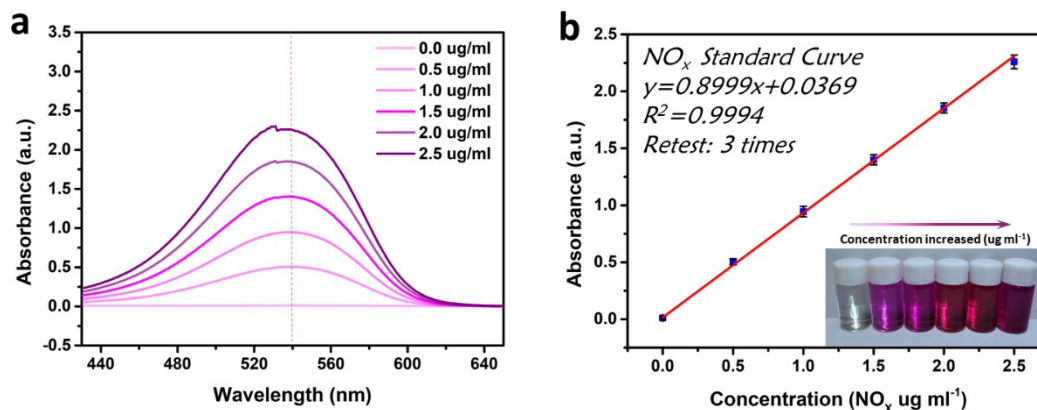 a
3.5
3.0
2.5
2.0
1.5
1.0
0.5
0.0
-0.5
Absorbance (a.u.)
0.0 ug/ml
0.5 ug/ml
1.0 ug/ml
1.5 ug/ml
2.0 ug/ml
2.5 ug/ml
440 480 520 560 600 640
Wavelength (nm)
b
2.5
2.0
1.5
1.0
0.5
0.0
Absorbance (a.u.)
NOₓ Standard Curve
y=0.8999x+0.0369
R²=0.9994
Retest: 3 times
Concentration increased (ug ml⁻¹)
0.0 0.5 1.0 1.5 2.0 2.5
Concentration (NOₓ ug ml⁻¹)